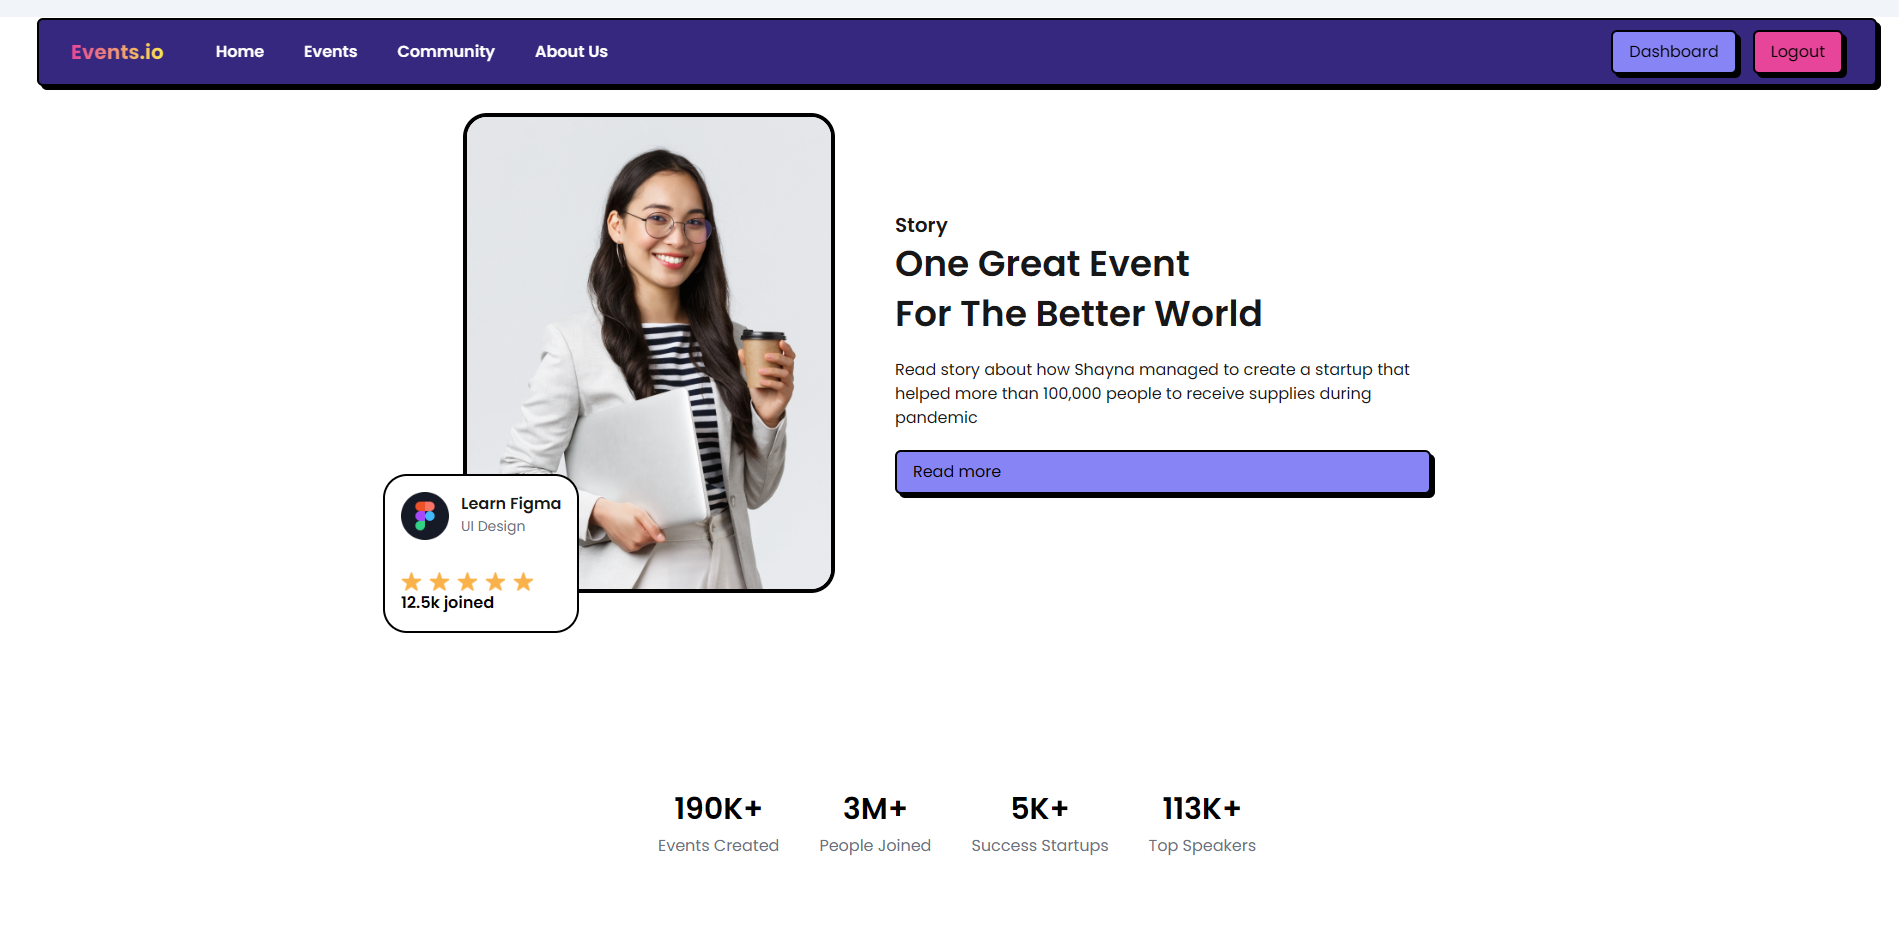 Events.io
Home
Events
Community
About Us
Dashboard
Logout
Story
One Great Event
For The Better World
Read story about how Shayna managed to create a startup that
helped more than 100,000 people to receive supplies during
pandemic
Read more
Learn Figma
UI Design
12.5k joined
190K+
Events Created
3M+
People Joined
5K+
Success Startups
113K+
Top Speakers